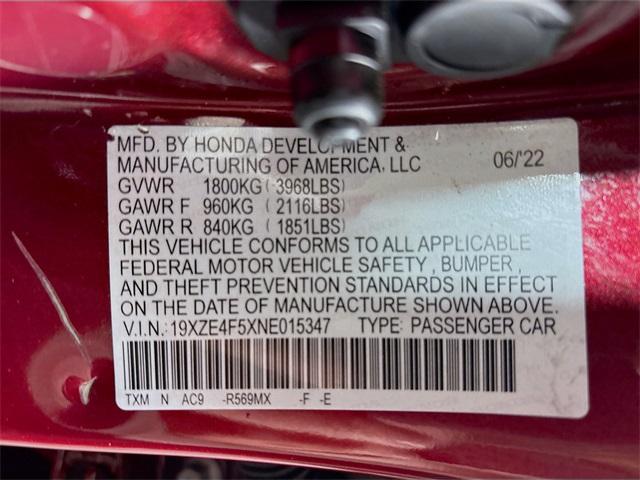 MFD. BY HONDA DEVELOPMENT &
MANUFACTURING OF AMERICA, LLC 06/'22
GVWR 1800KG (3968LBS)
GAWR F 960KG (2116LBS)
GAWR R 840KG (1851LBS)
THIS VEHICLE CONFORMS TO ALL APPLICABLE
FEDERAL MOTOR VEHICLE SAFETY , BUMPER ,
AND THEFT PREVENTION STANDARDS IN EFFECT
ON THE DATE OF MANUFACTURE SHOWN ABOVE.
V.I.N.:19XZE4F5XNE015347 TYPE: PASSENGER CAR
TXM N AC9 -R569MX -F -E